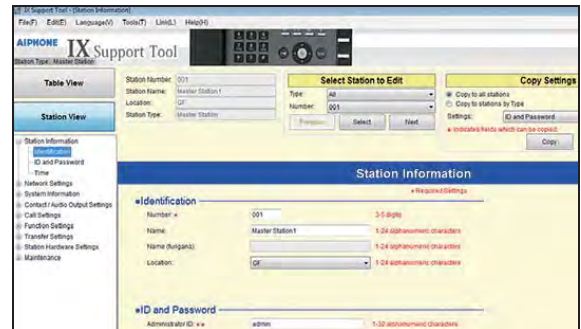 IX Support Tool - [Station Information]
File(F) Edit(E) Language(V) Tools(T) Link(L) Help(H)
AIPHONE IX Support Tool
Station Type: Master Station
Table View
Station View
Station Information
Identification
ID and Password
Time
Network Settings
System Information
Contact / Audio Output Settings
Call Settings
Function Settings
Transfer Settings
Station Hardware Settings
Maintenance
Station Number: 001
Station Name: Master Station1
Location: GF
Station Type: Master Station
Select Station to Edit
Type: All
Number: 001
Previous Select Next
Copy Settings
Copy to all stations
Copy to stations by Type
Settings: ID and Password
Indicated fields which can be copied
Copy
Station Information
Required Settings
Identification
Number: 001 3-5 digits
Name: Master Station1 1-24 alphanumeric characters
Name (furigana): 1-24 alphanumeric characters
Location: GF 1-24 alphanumeric characters
ID and Password
Administrator ID: admin 1-32 alphanumeric characters